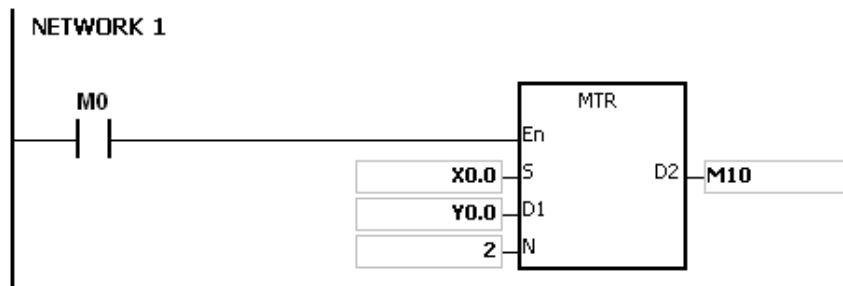 NETWORK 1
M0
MTR
En
X0.0 S D2 M10
Y0.0 D1
2 N